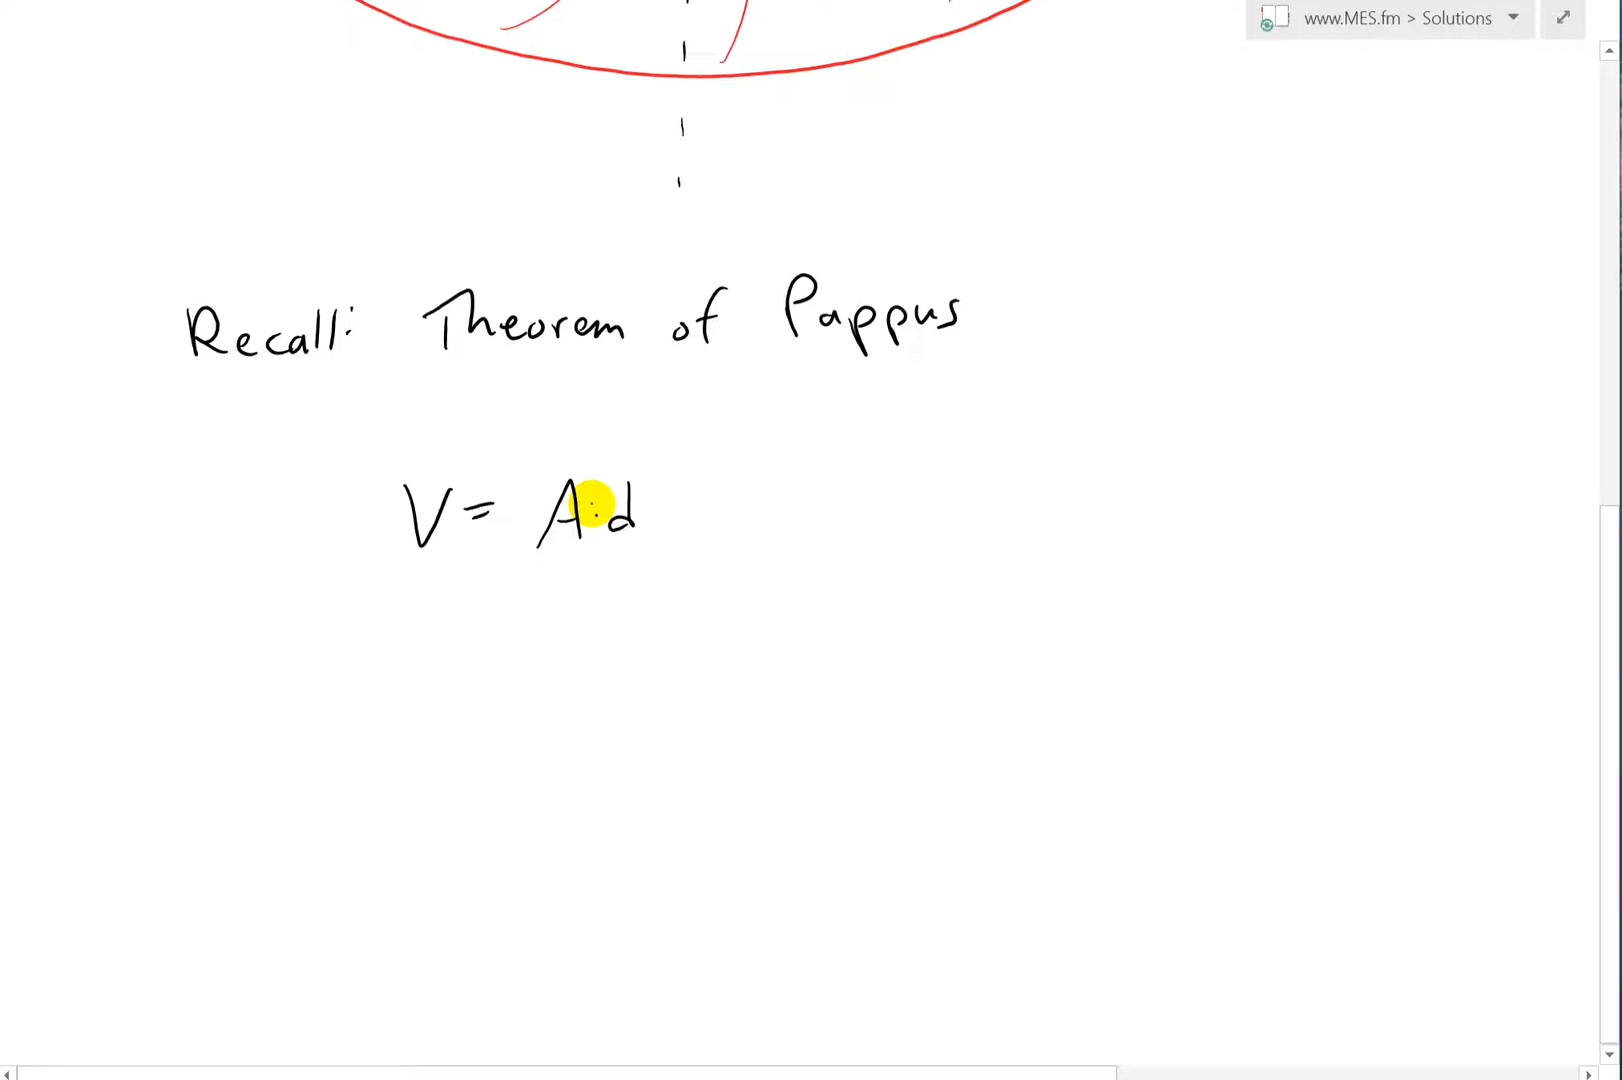 www.MES.fm > Solutions
Recall: Theorem of Pappus
V = A·d